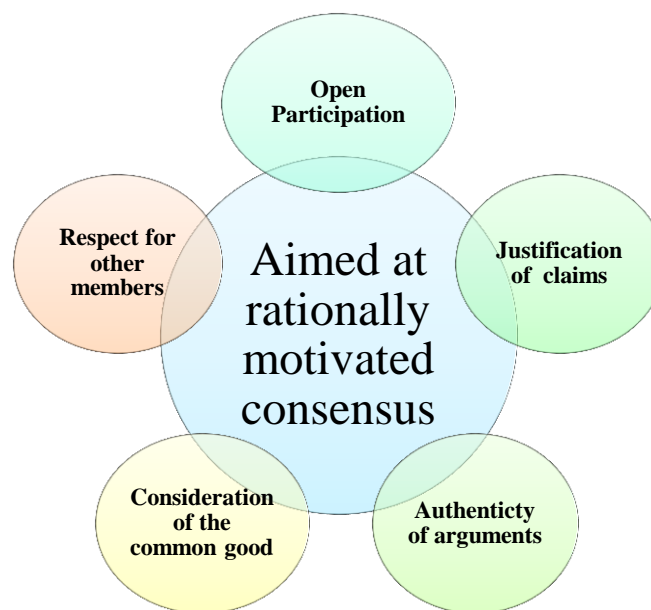 Open
Participation
Respect for
other
members
Justification
of claims
Aimed at
rationally
motivated
consensus
Consideration
of the
common good
Authenticty
of arguments